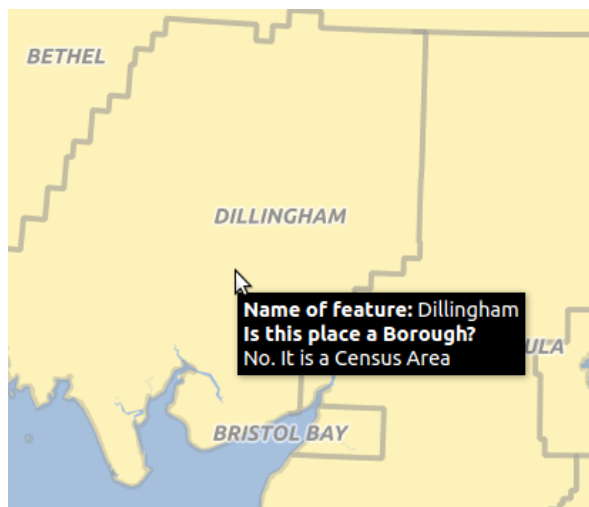 BETHEL
DILLINGHAM
Name of feature: Dillingham
Is this place a Borough?
No. It is a Census Area
ULA
BRISTOL BAY